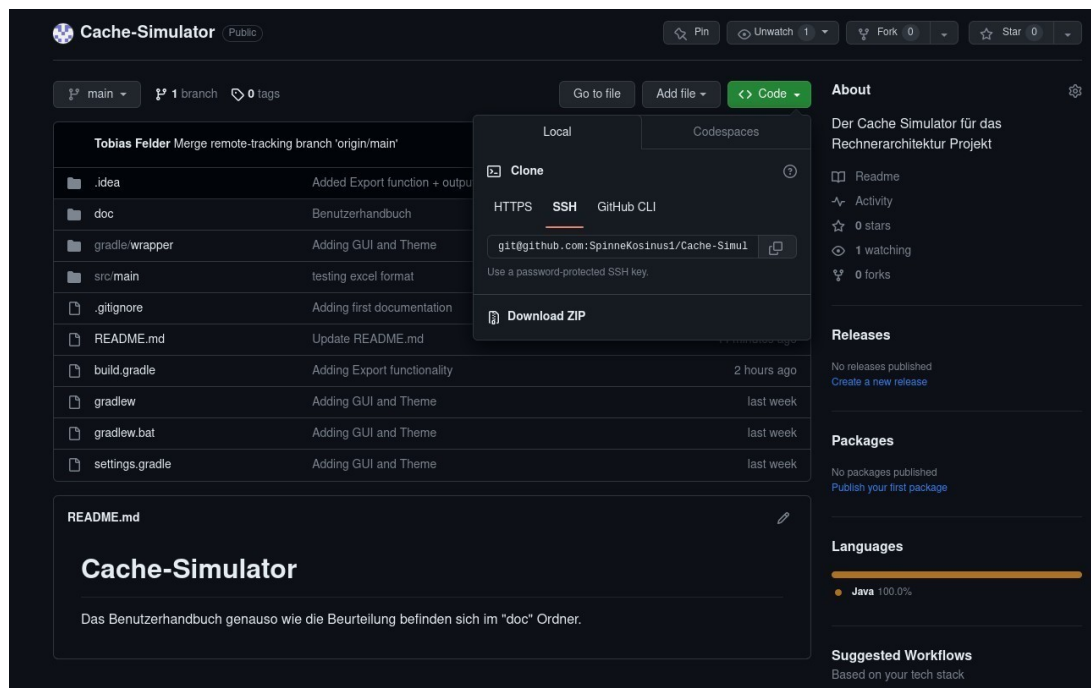 Cache-Simulator Public
Pin
Unwatch 1
Fork 0
Star 0
main
1 branch
0 tags
Go to file
Add file
<> Code
Tobias Felder Merge remote-tracking branch 'origin/main'
.idea Added Export function + outpu
doc Benutzerhandbuch
gradle/wrapper Adding GUI and Theme
src/main testing excel format
.gitignore Adding first documentation
README.md Update README.md minutes ago
build.gradle Adding Export functionality 2 hours ago
gradlew Adding GUI and Theme last week
gradlew.bat Adding GUI and Theme last week
settings.gradle Adding GUI and Theme last week
Local Codespaces
Clone
HTTPS SSH GitHub CLI
git@github.com:SpinneKosinus1/Cache-Simul
Use a password-protected SSH key.
Download ZIP
README.md
Cache-Simulator
Das Benutzerhandbuch genauso wie die Beurteilung befinden sich im "doc" Ordner.
About
Der Cache Simulator für das
Rechnerarchitektur Projekt
Readme
Activity
0 stars
1 watching
0 forks
Releases
No releases published
Create a new release
Packages
No packages published
Publish your first package
Languages
Java 100.0%
Suggested Workflows
Based on your tech stack